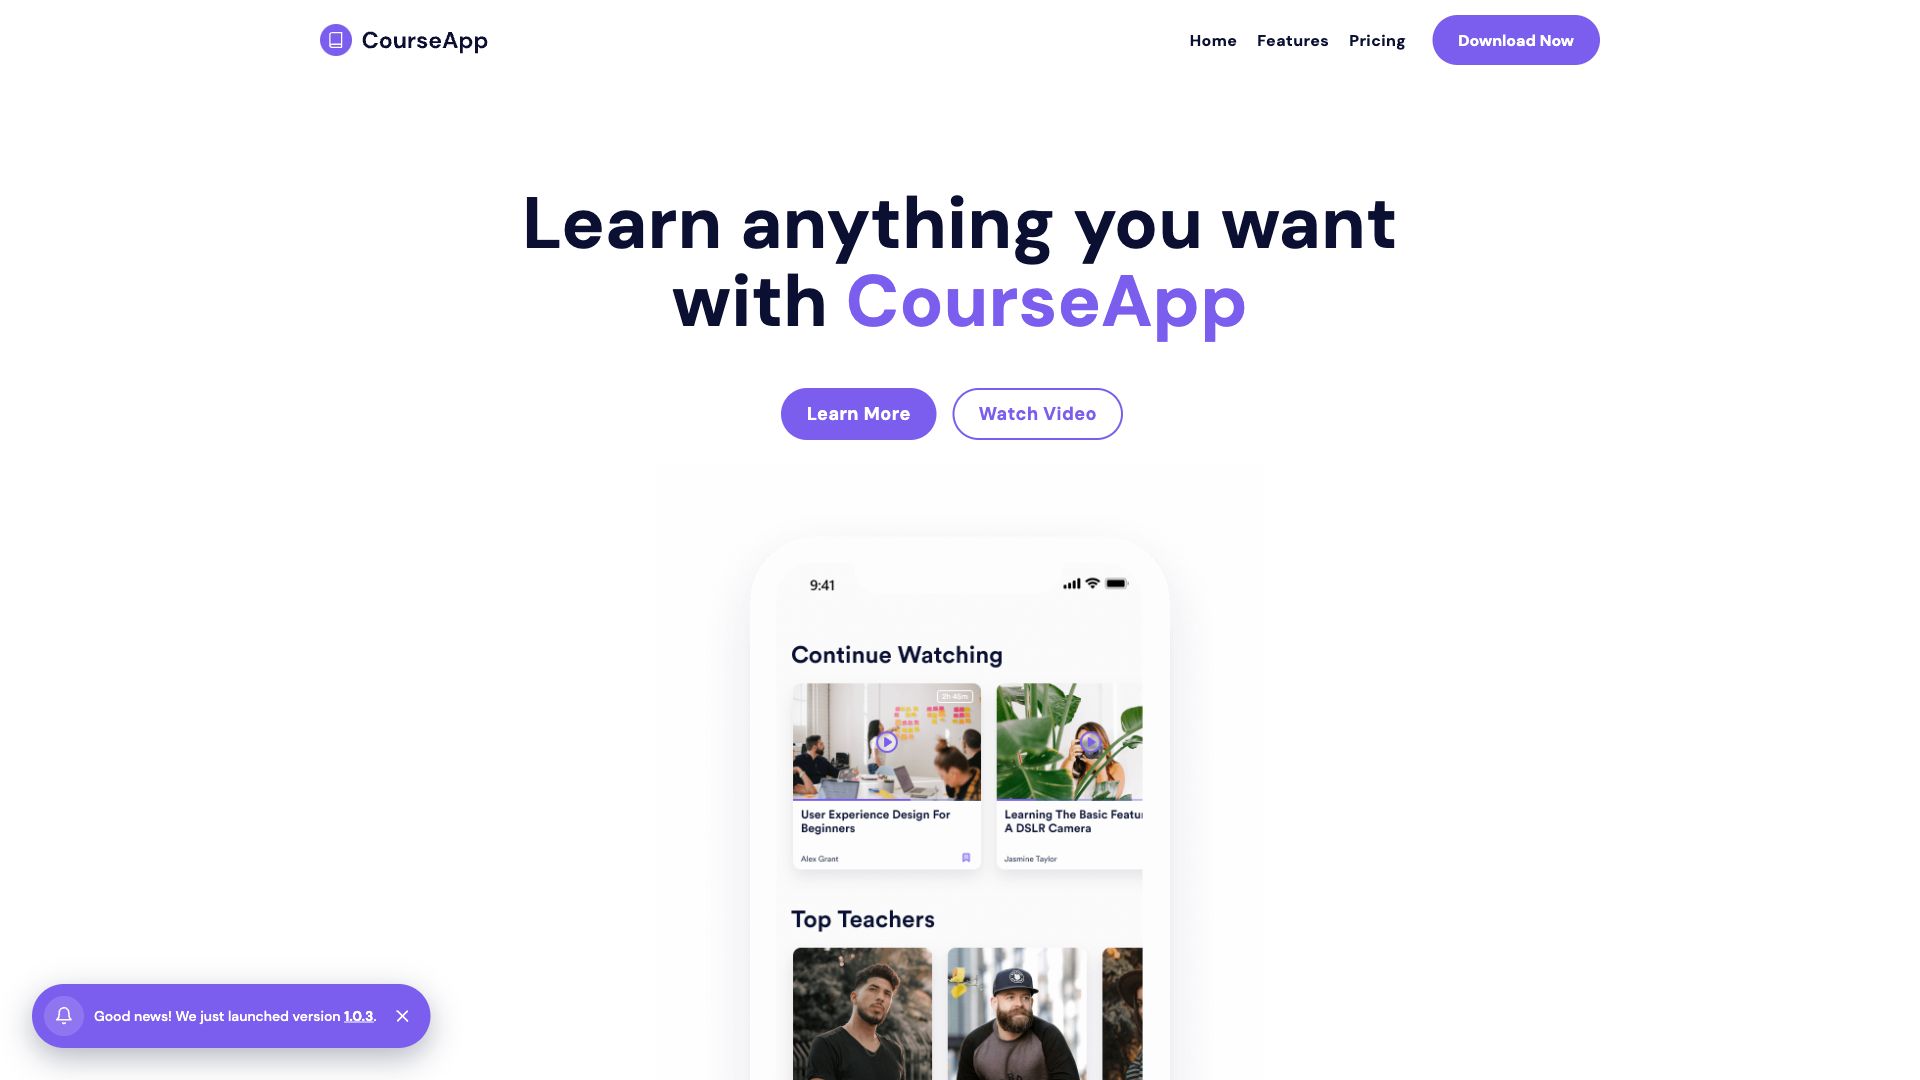 CourseApp
Home Features Pricing Download Now
Learn anything you want
with CourseApp
Learn More Watch Video
9:41
Continue Watching
2h 45m
User Experience Design For
Beginners
Alex Grant
Learning The Basic Featu
A DSLR Camera
Jasmine Taylor
Top Teachers
Good news! We just launched version 1.0.3.